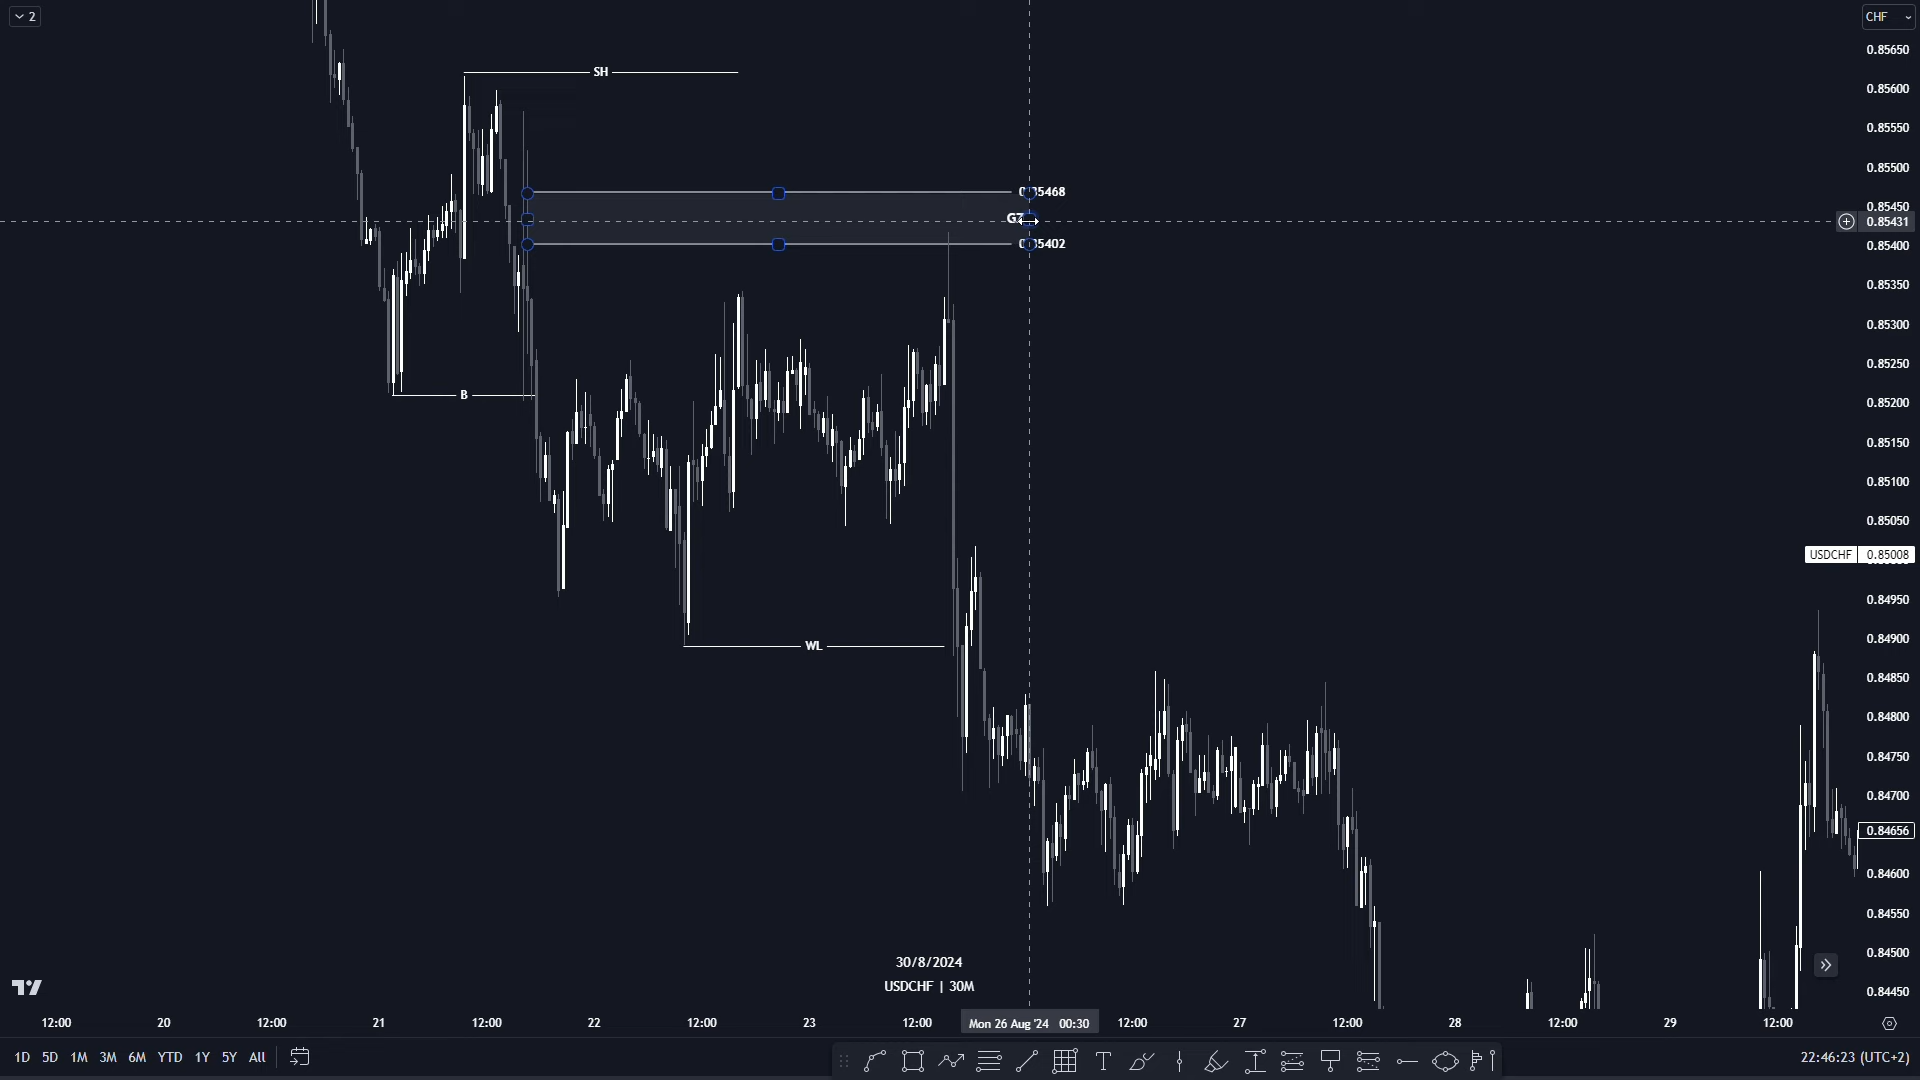 2
CHF
0.85650
SH
0.85600
0.85550
0.85500
0.85450
GZ
0.85431
0.85402
0.85400
0.85350
0.85300
0.85250
B
0.85200
0.85150
0.85100
0.85050
USDCHF 0.85008
0.84950
WL
0.84900
0.84850
0.84800
0.84750
0.84700
0.84656
0.84600
0.84550
0.84500
30/8/2024
USDCHF | 30M
0.84450
12:00 20 12:00 21 12:00 22 12:00 23 12:00 Mon 26 Aug '24 00:30 12:00 27 12:00 28 12:00 29 12:00
1D 5D 1M 3M 6M YTD 1Y 5Y All
22:46:23 (UTC+2)